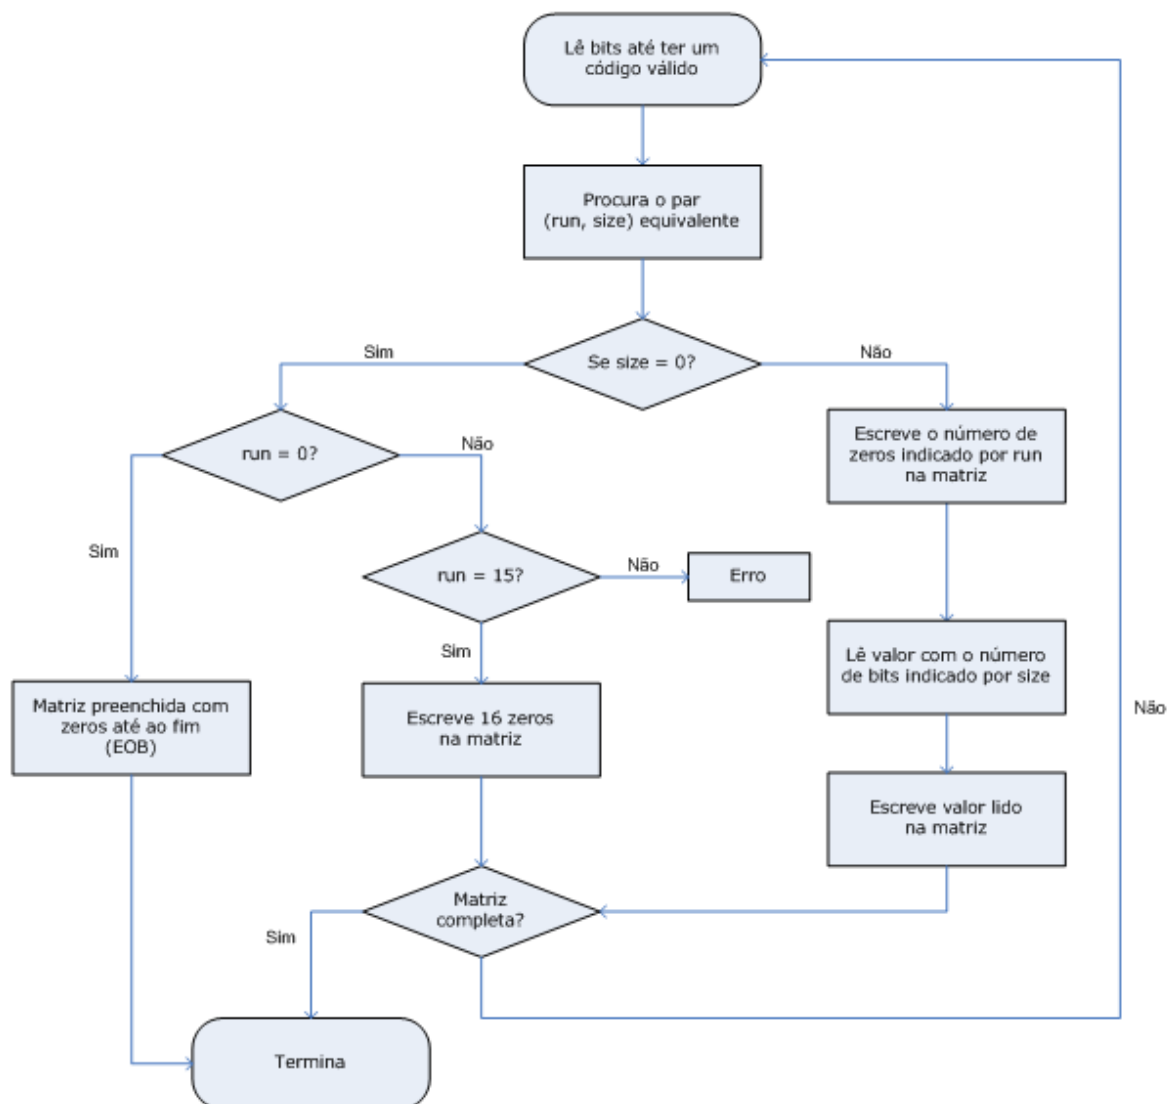 Lê bits até ter um
código válido
Procura o par
(run, size) equivalente
Se size = 0?
Sim
Não
run = 0?
Não
Escreve o número de
zeros indicado por run
na matriz
Sim
run = 15?
Não
Erro
Sim
Lê valor com o número
de bits indicado por size
Matriz preenchida com
zeros até ao fim
(EOB)
Escreve 16 zeros
na matriz
Não
Escreve valor lido
na matriz
Matriz
completa?
Sim
Termina